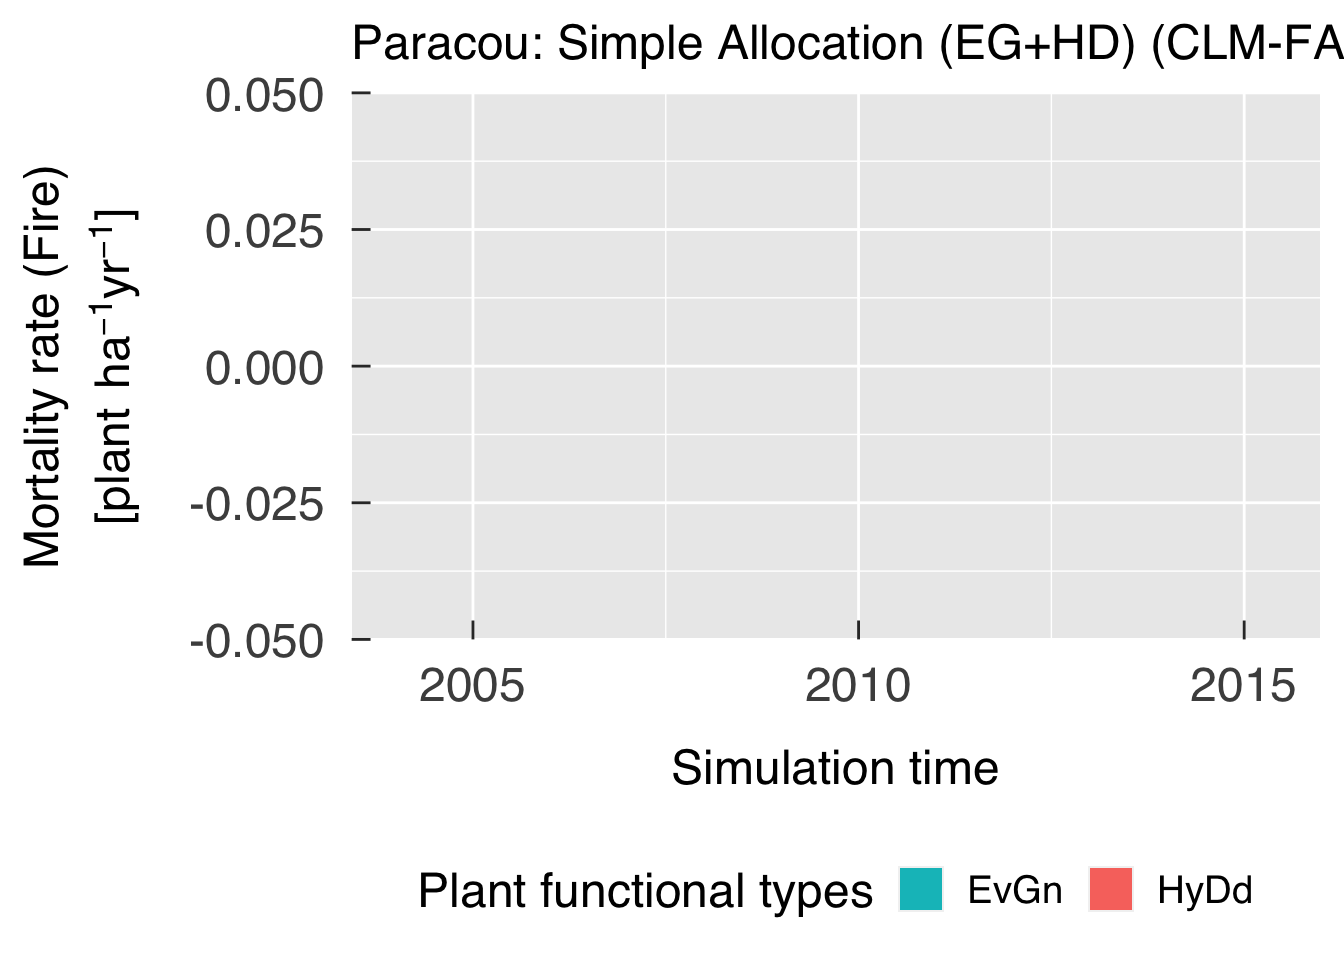 Paracou: Simple Allocation (EG+HD) (CLM-FA
0.050
0.025
0.000
-0.025
-0.050
Mortality rate (Fire)
[plant ha⁻¹yr⁻¹]
2005 2010 2015
Simulation time
Plant functional types EvGn HyDd